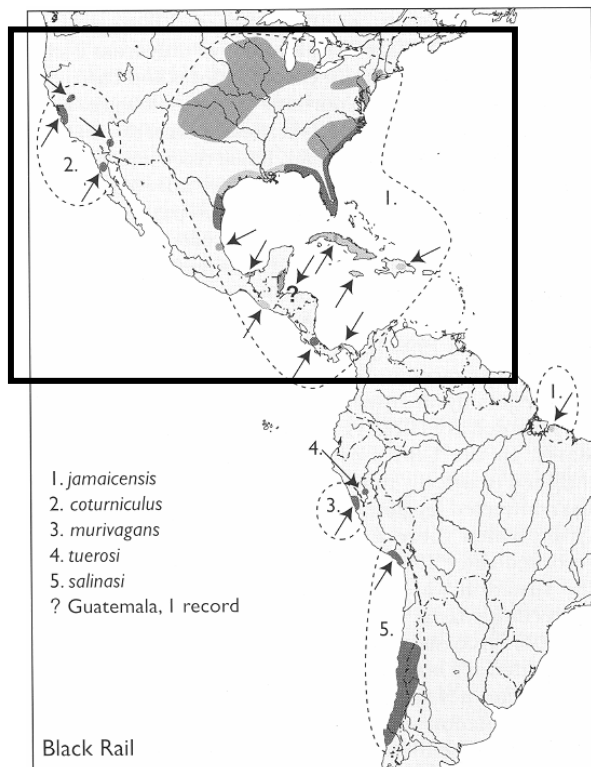 2.
1.
?
1.
4.
3.
5.
1. jamaicensis
2. coturniculus
3. murivagans
4. tuerosi
5. salinasi
? Guatemala, 1 record
Black Rail